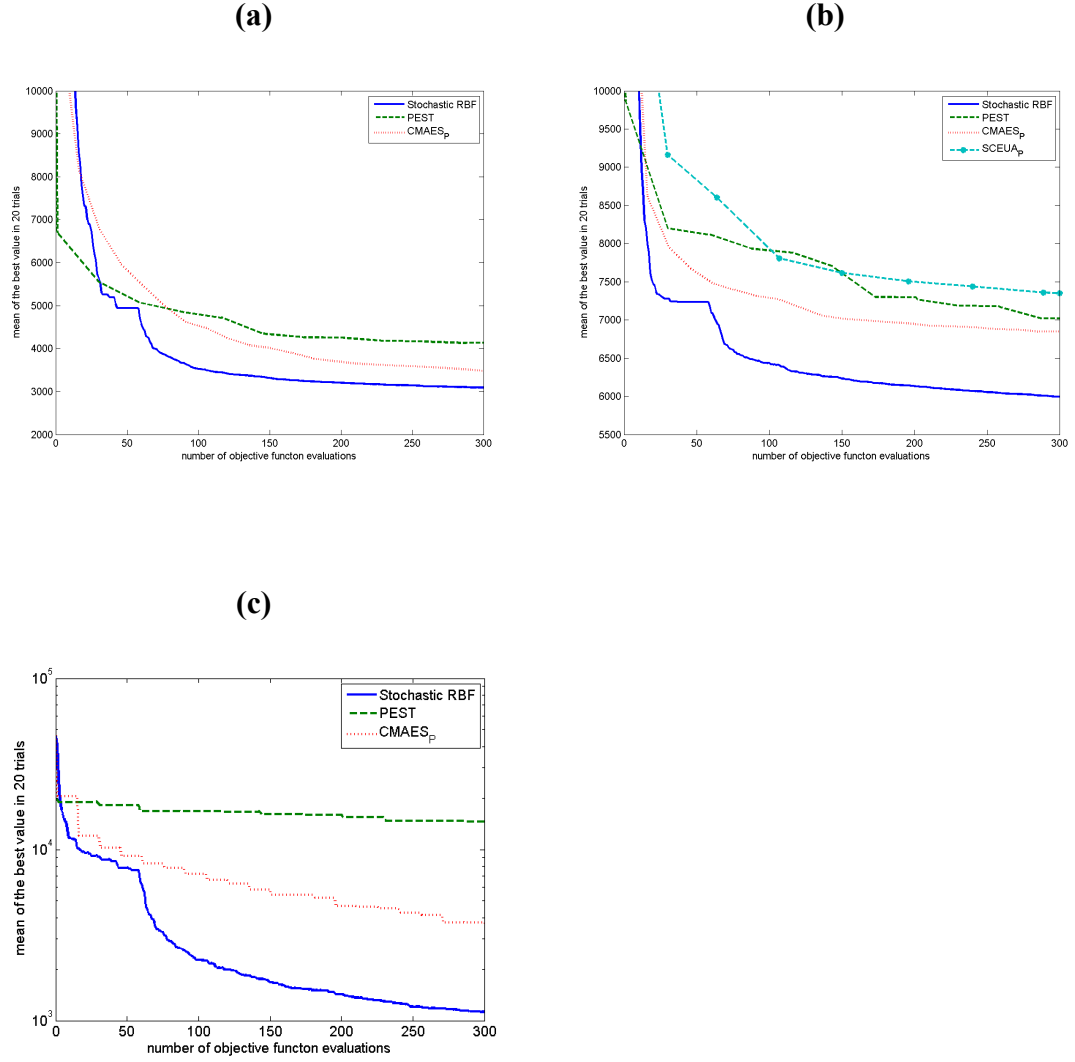 (a)
10000
9000
8000
7000
6000
5000
4000
3000
2000
0
50
100
150
200
250
300
mean of the best value in 20 trials
number of objective functon evaluations
Stochastic RBF
PEST
CMAES_P
(b)
10000
9500
9000
8500
8000
7500
7000
6500
6000
5500
0
50
100
150
200
250
300
mean of the best value in 20 trials
number of objective functon evaluations
Stochastic RBF
PEST
CMAES_P
SCEUA_P
(c)
10^5
10^4
10^3
0
50
100
150
200
250
300
mean of the best value in 20 trials
number of objective functon evaluations
Stochastic RBF
PEST
CMAES_P